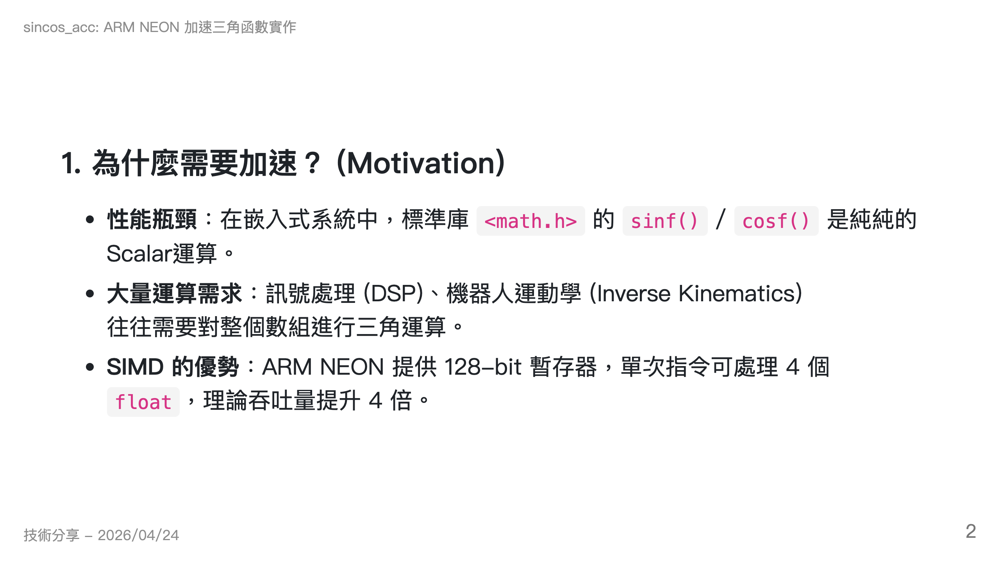 sincos_acc: ARM NEON 加速三角函數實作
1. 為什麼需要加速？ (Motivation)
• 性能瓶頸：在嵌入式系統中，標準庫 <math.h> 的 sinf() / cosf() 是純純的
Scalar運算。
• 大量運算需求：訊號處理 (DSP)、機器人運動學 (Inverse Kinematics)
往往需要對整個數組進行三角運算。
• SIMD 的優勢：ARM NEON 提供 128-bit 暫存器，單次指令可處理 4 個
float，理論吞吐量提升 4 倍。
技術分享 - 2026/04/24
2